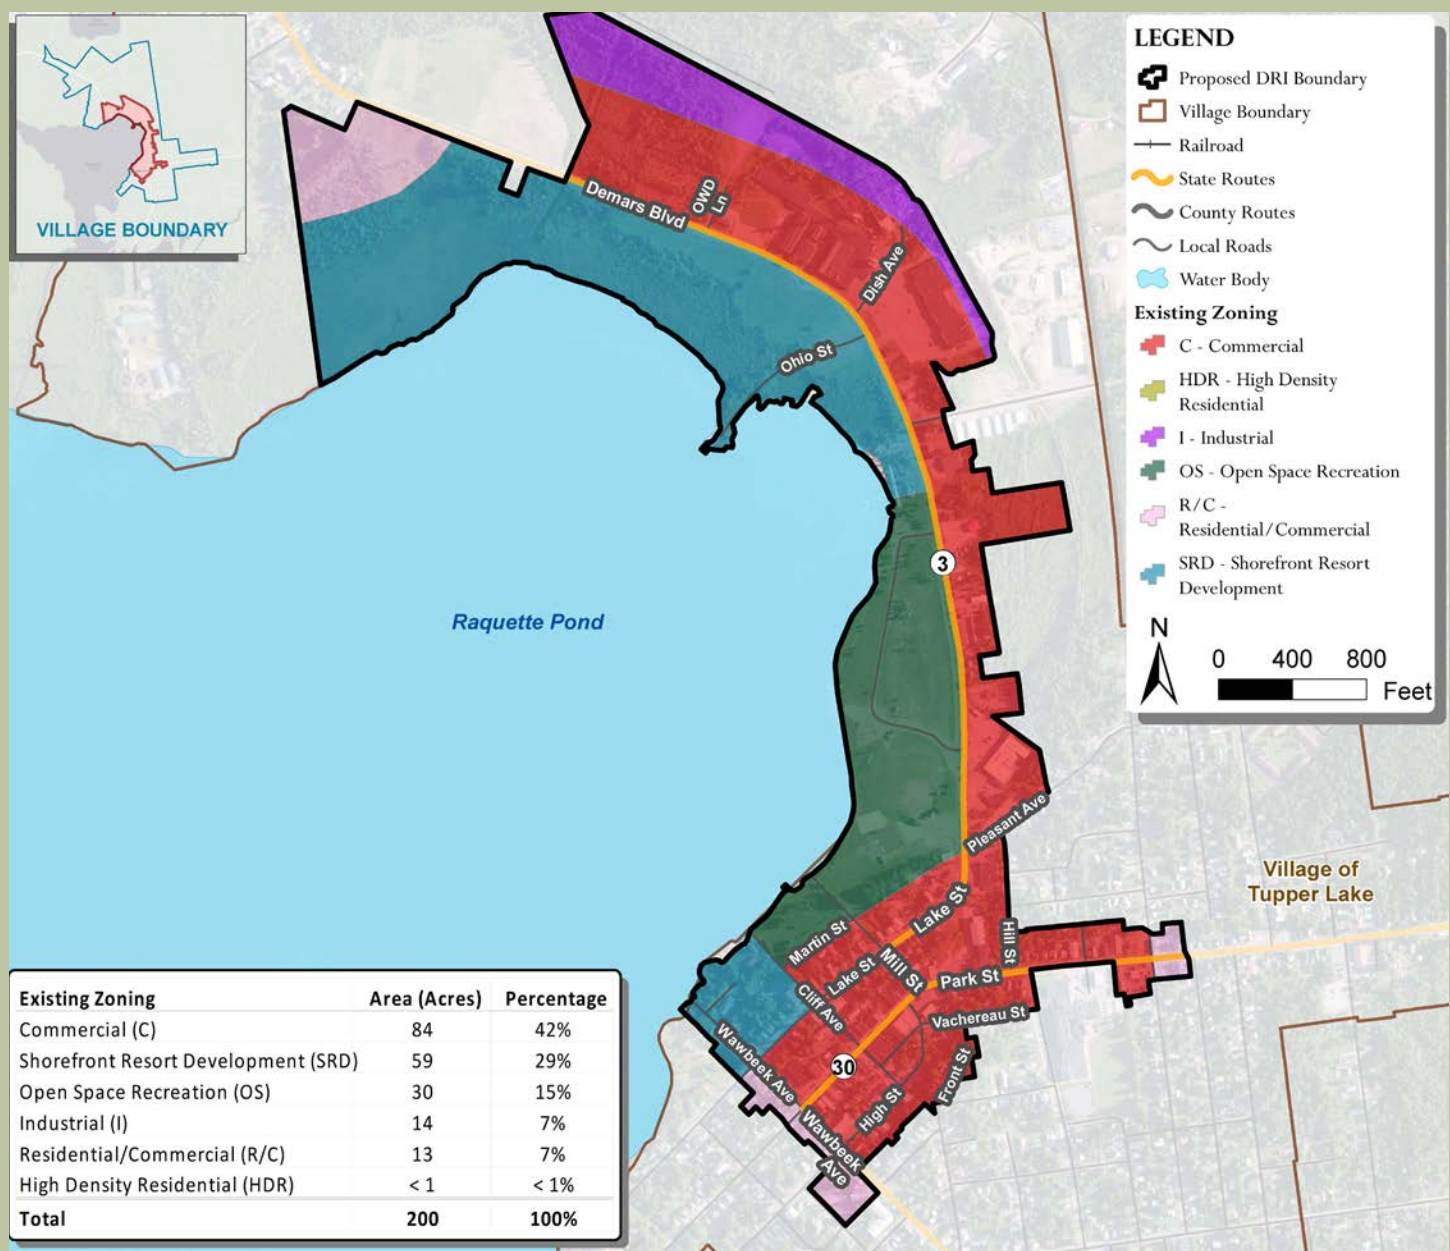 VILLAGE BOUNDARY
LEGEND
Proposed DRI Boundary
Village Boundary
Railroad
State Routes
County Routes
Local Roads
Water Body
Existing Zoning
C - Commercial
HDR - High Density
Residential
I - Industrial
OS - Open Space Recreation
R/C -
Residential/Commercial
SRD - Shorefront Resort
Development
N
0 400 800
Feet
Demars Blvd
OWD
Ln
Dish Ave
Ohio St
3
Raquette Pond
Pleasant Ave
Village of
Tupper Lake
Lake St
Hill St
Martin St
Lake St
Mill St
Park St
Cliff Ave
Vachereau St
Wawbeek Ave
30
Front St
High St
Wawbeek
Ave
Existing Zoning Area (Acres) Percentage
Commercial (C) 84 42%
Shorefront Resort Development (SRD) 59 29%
Open Space Recreation (OS) 30 15%
Industrial (I) 14 7%
Residential/Commercial (R/C) 13 7%
High Density Residential (HDR) < 1 < 1%
Total 200 100%